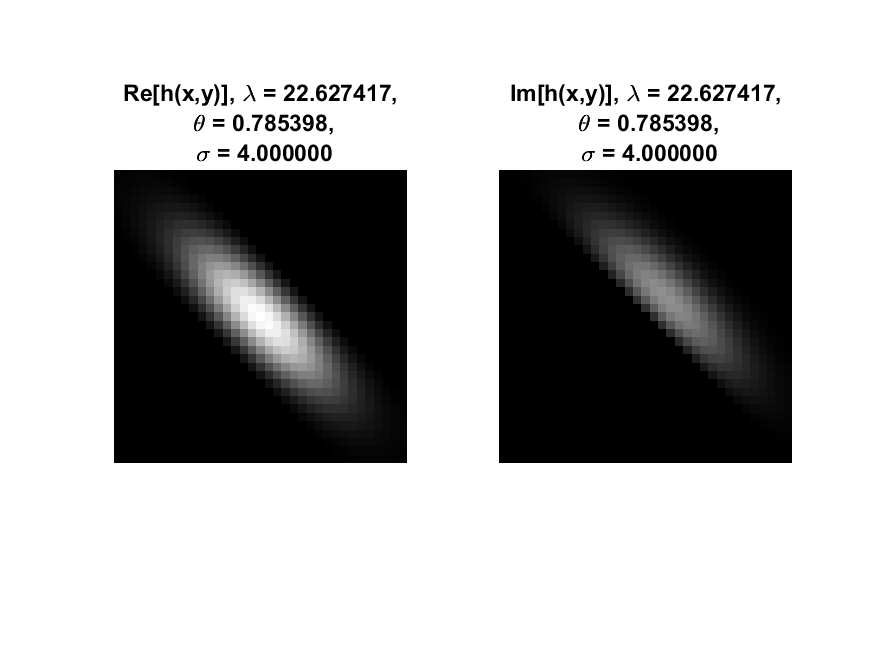 Re[h(x,y)], λ = 22.627417,
θ = 0.785398,
σ = 4.000000
Im[h(x,y)], λ = 22.627417,
θ = 0.785398,
σ = 4.000000